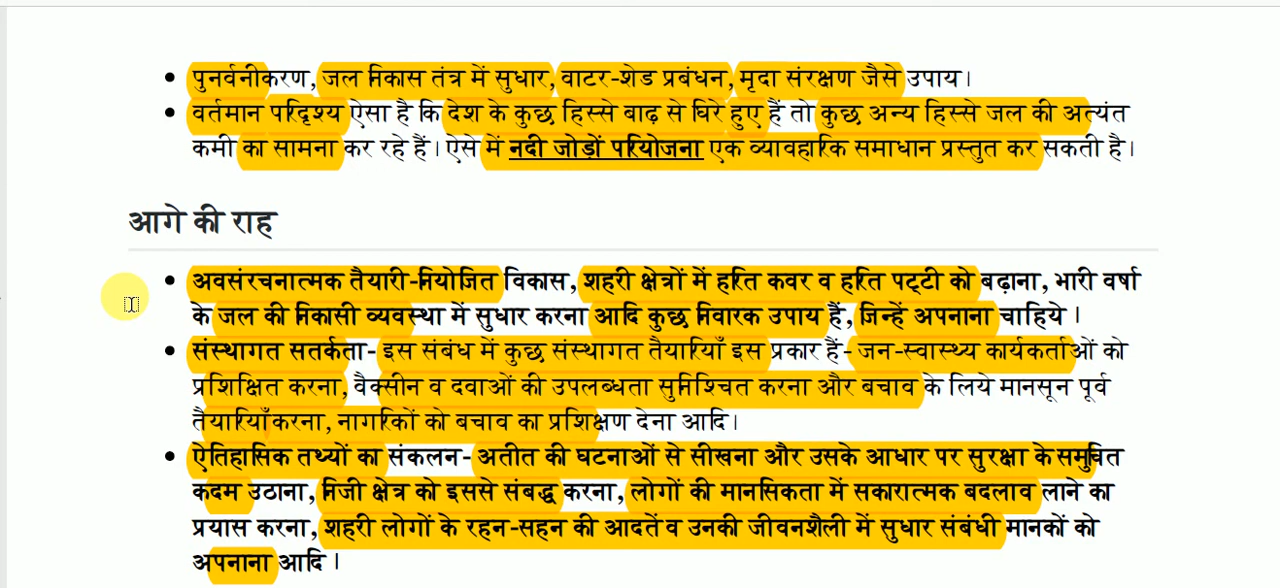 पुनर्वनीकरण, जल निकास तंत्र में सुधार, वाटर-शेड प्रबंधन, मृदा संरक्षण जैसे उपाय।
वर्तमान परिदृश्य ऐसा है कि देश के कुछ हिस्से बाढ़ से घिरे हुए हैं तो कुछ अन्य हिस्से जल की अत्यंत
कमी का सामना कर रहे हैं। ऐसे में नदी जोड़ों परियोजना एक व्यावहारिक समाधान प्रस्तुत कर सकती है।
आगे की राह
अवसंरचनात्मक तैयारी-नियोजित विकास, शहरी क्षेत्रों में हरित कवर व हरित पट्टी को बढ़ाना, भारी वर्षा
के जल की निकासी व्यवस्था में सुधार करना आदि कुछ निवारक उपाय हैं, जिन्हें अपनाना चाहिये ।
संस्थागत सतर्कता- इस संबंध में कुछ संस्थागत तैयारियाँ इस प्रकार हैं- जन-स्वास्थ्य कार्यकर्ताओं को
प्रशिक्षित करना, वैक्सीन व दवाओं की उपलब्धता सुनिश्चित करना और बचाव के लिये मानसून पूर्व
तैयारियाँ करना, नागरिकों को बचाव का प्रशिक्षण देना आदि।
ऐतिहासिक तथ्यों का संकलन- अतीत की घटनाओं से सीखना और उसके आधार पर सुरक्षा के समुचित
कदम उठाना, निजी क्षेत्र को इससे संबद्ध करना, लोगों की मानसिकता में सकारात्मक बदलाव लाने का
प्रयास करना, शहरी लोगों के रहन-सहन की आदतें व उनकी जीवनशैली में सुधार संबंधी मानकों को
अपनाना आदि ।